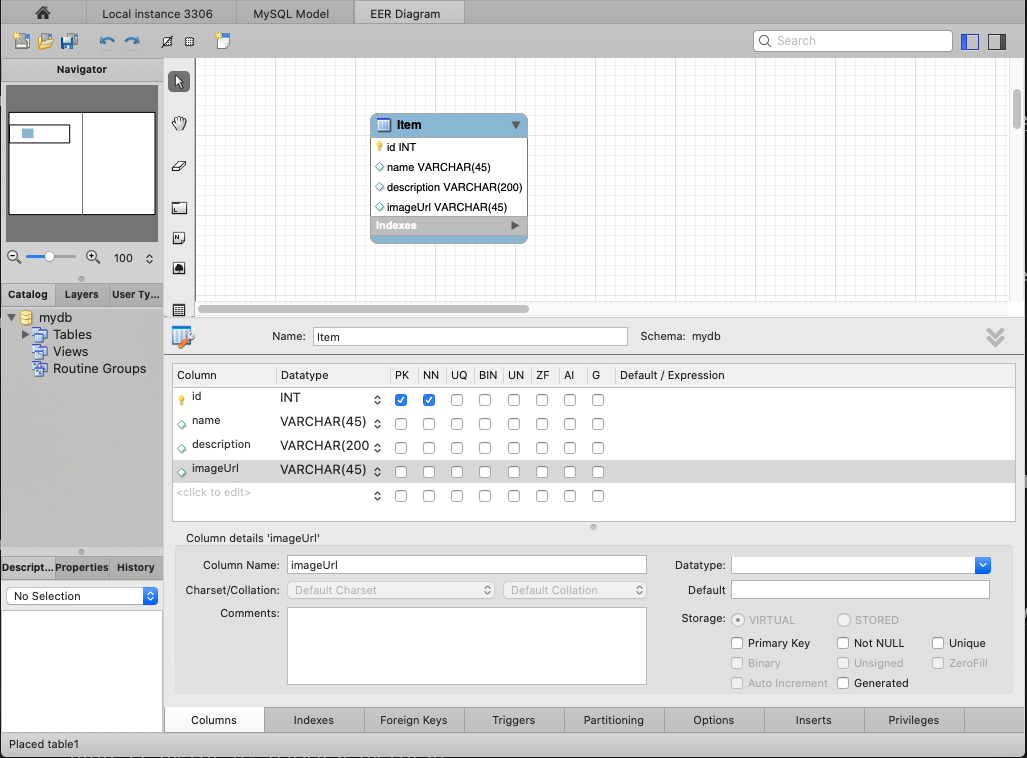 Local instance 3306
MySQL Model
EER Diagram
Search
Navigator
100
Catalog
Layers
User Ty...
mydb
Tables
Views
Routine Groups
Item
id INT
name VARCHAR(45)
description VARCHAR(200)
imageUrl VARCHAR(45)
Indexes
Name: Item Schema: mydb
Column Datatype PK NN UQ BIN UN ZF AI G Default / Expression
id INT
name VARCHAR(45)
description VARCHAR(200
imageUrl VARCHAR(45)
<click to edit>
Column details 'imageUrl'
Column Name: imageUrl Datatype:
Charset/Collation: Default Charset Default Collation Default
Comments: Storage: VIRTUAL STORED
Primary Key Not NULL Unique
Binary Unsigned ZeroFill
Auto Increment Generated
Descript... Properties History
No Selection
Columns Indexes Foreign Keys Triggers Partitioning Options Inserts Privileges
Placed table1